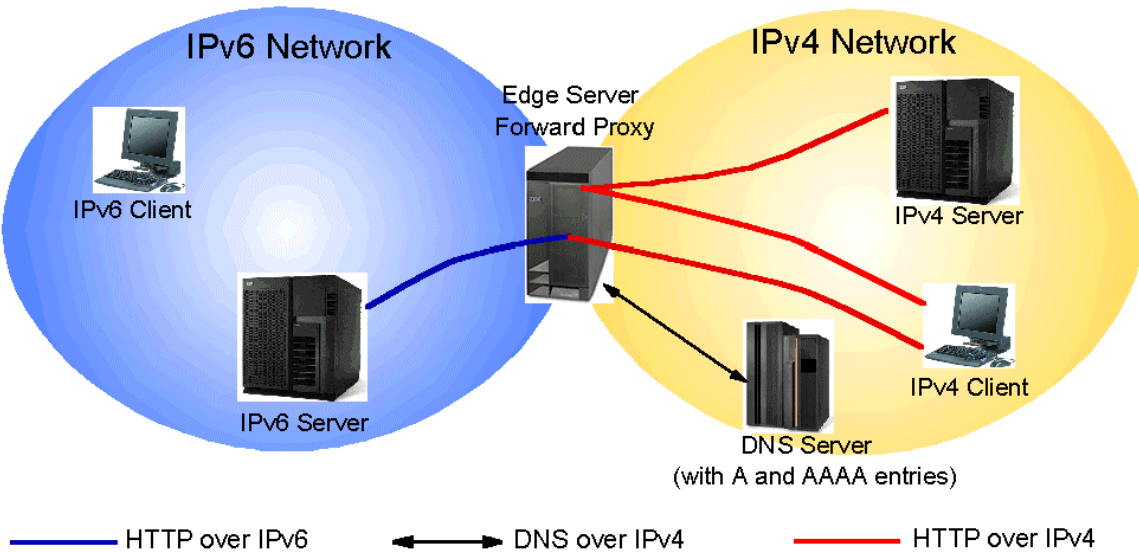 IPv6 Network
IPv4 Network
Edge Server
Forward Proxy
IPv6 Client
IPv4 Server
IPv6 Server
IPv4 Client
DNS Server
(with A and AAAA entries)
HTTP over IPv6
DNS over IPv4
HTTP over IPv4